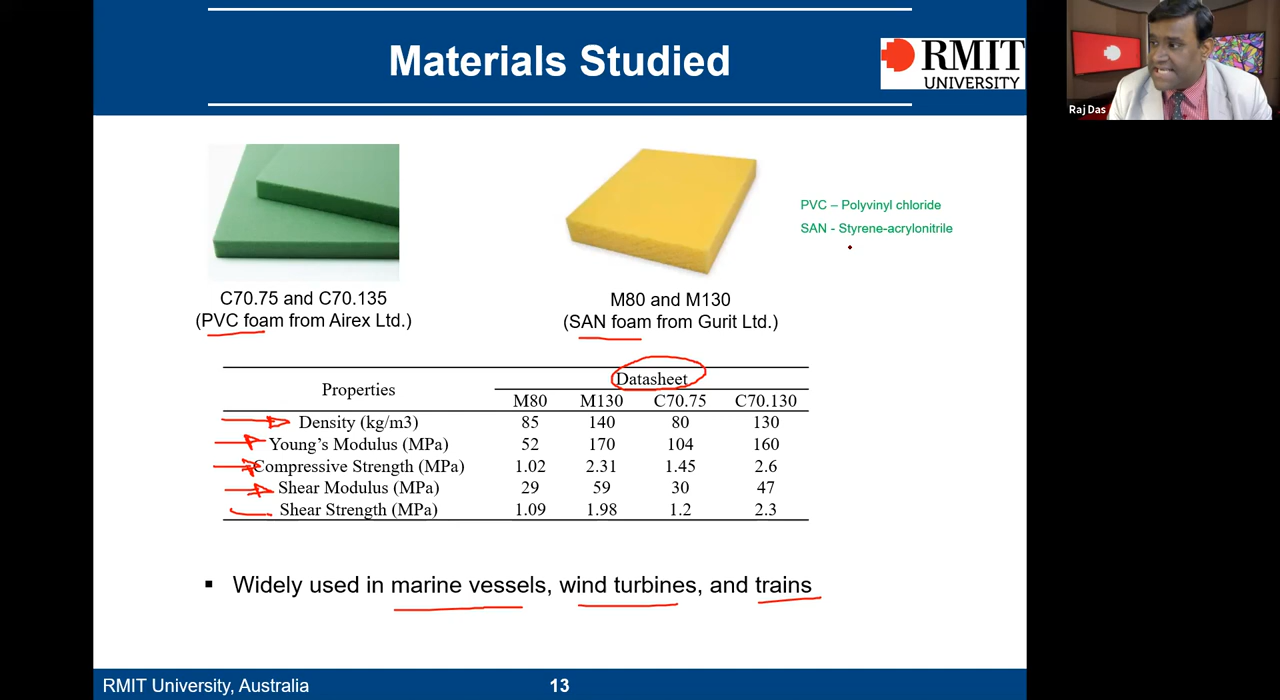 Materials Studied
RMIT
UNIVERSITY
Raj Das
PVC – Polyvinyl chloride
SAN - Styrene-acrylonitrile
C70.75 and C70.135
(PVC foam from Airex Ltd.)
M80 and M130
(SAN foam from Gurit Ltd.)
Properties
Datasheet
M80 M130 C70.75 C70.130
Density (kg/m3) 85 140 80 130
Young's Modulus (MPa) 52 170 104 160
Compressive Strength (MPa) 1.02 2.31 1.45 2.6
Shear Modulus (MPa) 29 59 30 47
Shear Strength (MPa) 1.09 1.98 1.2 2.3
▪ Widely used in marine vessels, wind turbines, and trains
RMIT University, Australia 13